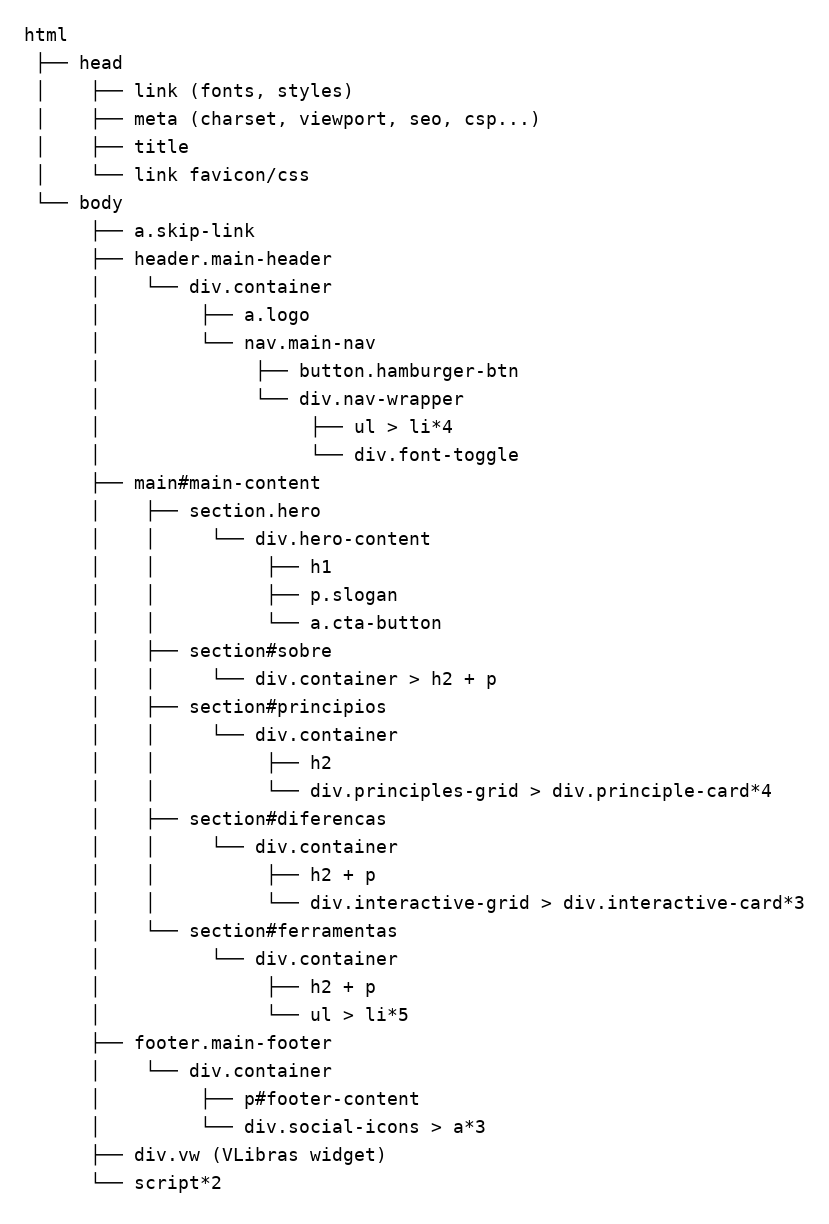 html
├── head
│    ├── link (fonts, styles)
│    ├── meta (charset, viewport, seo, csp...)
│    ├── title
│    └── link favicon/css
└── body
     ├── a.skip-link
     ├── header.main-header
     │    └── div.container
     │         ├── a.logo
     │         └── nav.main-nav
     │              ├── button.hamburger-btn
     │              └── div.nav-wrapper
     │                   ├── ul > li*4
     │                   └── div.font-toggle
     ├── main#main-content
     │    ├── section.hero
     │    │     └── div.hero-content
     │    │          ├── h1
     │    │          ├── p.slogan
     │    │          └── a.cta-button
     │    ├── section#sobre
     │    │     └── div.container > h2 + p
     │    ├── section#principios
     │    │     └── div.container
     │    │          ├── h2
     │    │          └── div.principles-grid > div.principle-card*4
     │    ├── section#diferencas
     │    │     └── div.container
     │    │          ├── h2 + p
     │    │          └── div.interactive-grid > div.interactive-card*3
     │    └── section#ferramentas
     │          └── div.container
     │               ├── h2 + p
     │               └── ul > li*5
     ├── footer.main-footer
     │    └── div.container
     │         ├── p#footer-content
     │         └── div.social-icons > a*3
     ├── div.vw (VLibras widget)
     └── script*2